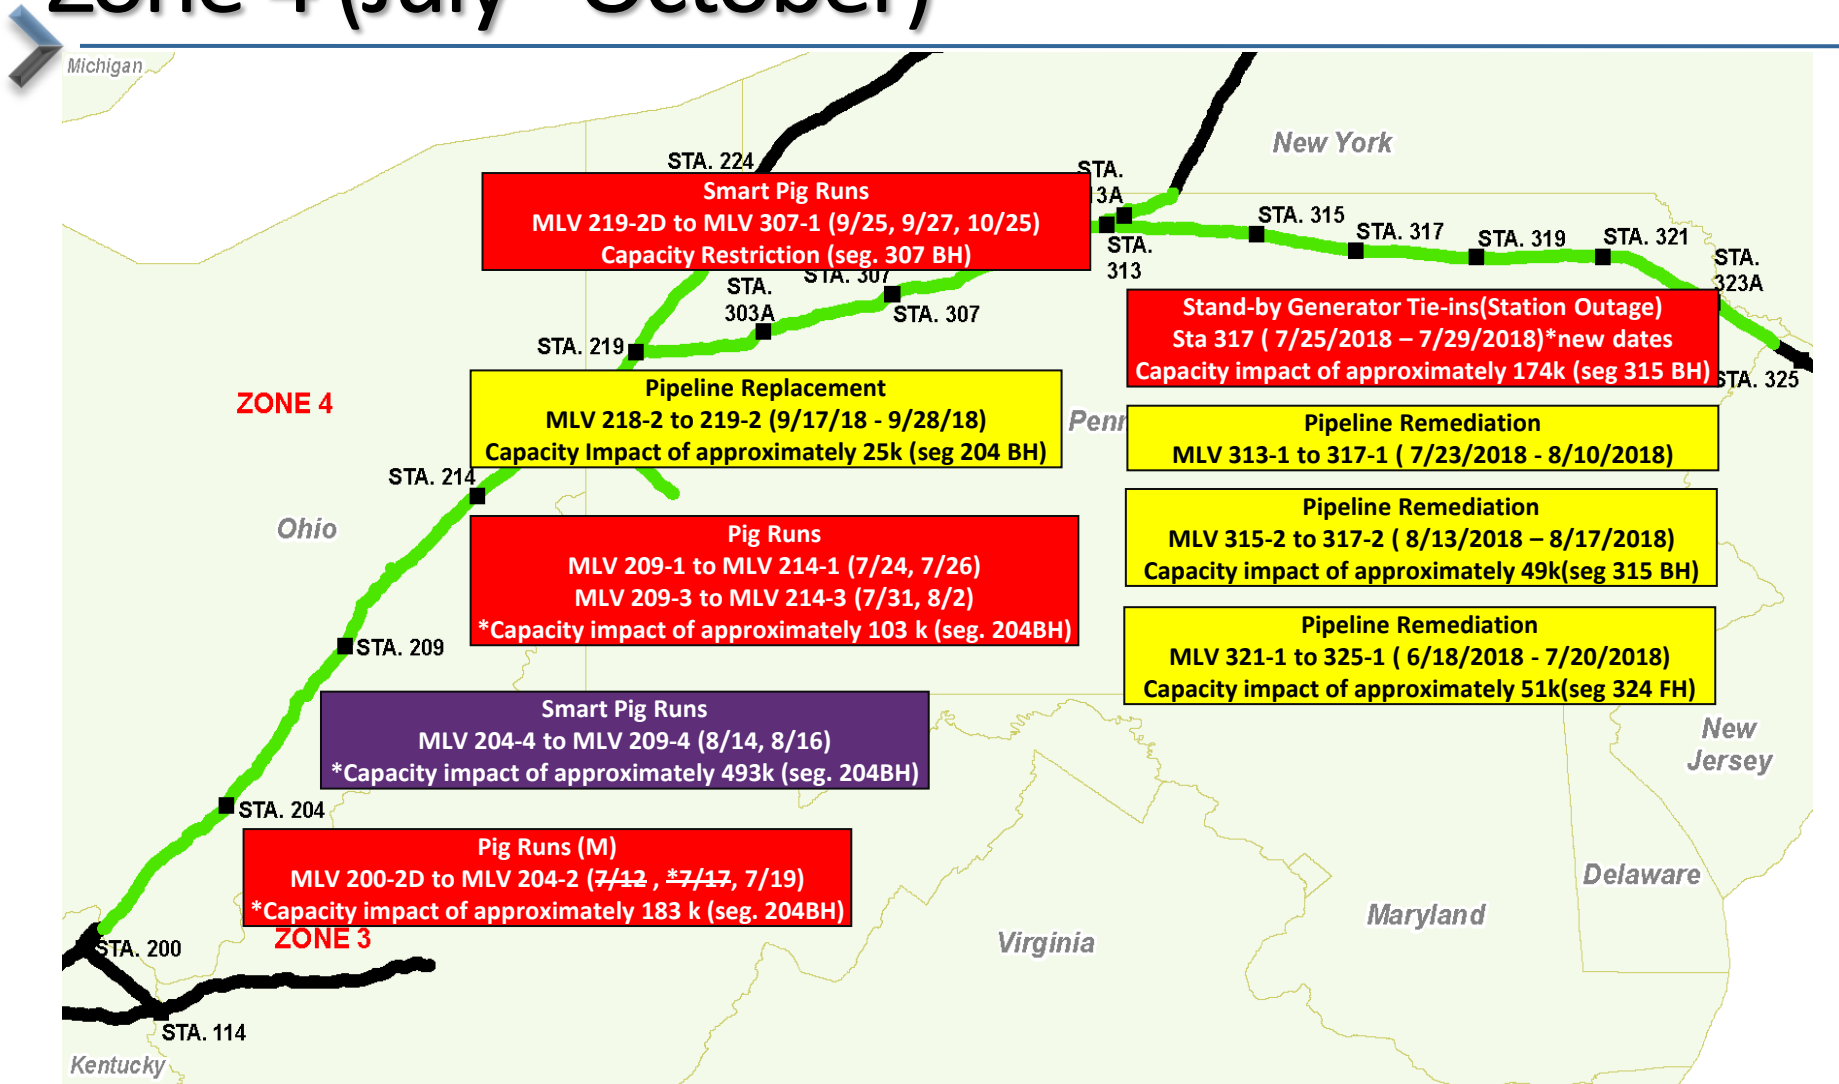 Zone 4 (July - October)
Michigan
New York
STA. 224
STA.
13A
Smart Pig Runs
MLV 219-2D to MLV 307-1 (9/25, 9/27, 10/25)
Capacity Restriction (seg. 307 BH)
STA.
313
STA. 315
STA. 317
STA. 319
STA. 321
STA.
323A
STA. 307
STA.
303A
STA. 307
STA. 219
Stand-by Generator Tie-ins(Station Outage)
Sta 317 ( 7/25/2018 – 7/29/2018)*new dates
Capacity impact of approximately 174k (seg 315 BH)
STA. 325
ZONE 4
Pipeline Replacement
MLV 218-2 to 219-2 (9/17/18 - 9/28/18)
Capacity Impact of approximately 25k (seg 204 BH)
Penn
Pipeline Remediation
MLV 313-1 to 317-1 ( 7/23/2018 - 8/10/2018)
STA. 214
Ohio
Pipeline Remediation
MLV 315-2 to 317-2 ( 8/13/2018 – 8/17/2018)
Capacity impact of approximately 49k(seg 315 BH)
Pig Runs
MLV 209-1 to MLV 214-1 (7/24, 7/26)
MLV 209-3 to MLV 214-3 (7/31, 8/2)
*Capacity impact of approximately 103 k (seg. 204BH)
STA. 209
Pipeline Remediation
MLV 321-1 to 325-1 ( 6/18/2018 - 7/20/2018)
Capacity impact of approximately 51k(seg 324 FH)
Smart Pig Runs
MLV 204-4 to MLV 209-4 (8/14, 8/16)
*Capacity impact of approximately 493k (seg. 204BH)
New
Jersey
STA. 204
Pig Runs (M)
MLV 200-2D to MLV 204-2 (7/12 , *7/17, 7/19)
*Capacity impact of approximately 183 k (seg. 204BH)
ZONE 3
Delaware
Maryland
Virginia
STA. 200
STA. 114
Kentucky